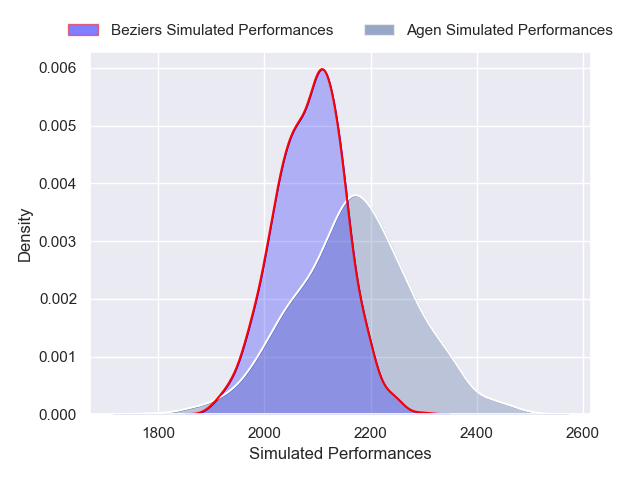 Beziers Simulated Performances Agen Simulated Performances
0.006
0.005
0.004
0.003
0.002
0.001
0.000
Density
1800 2000 2200 2400 2600
Simulated Performances